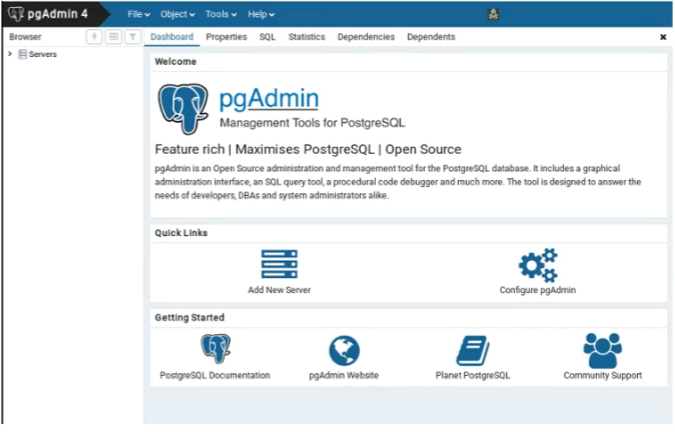 pgAdmin 4 File Object Tools Help
Browser Dashboard Properties SQL Statistics Dependencies Dependents
Servers
Welcome
pgAdmin
Management Tools for PostgreSQL
Feature rich | Maximises PostgreSQL | Open Source
pgAdmin is an Open Source administration and management tool for the PostgreSQL database. It includes a graphical
administration interface, an SQL query tool, a procedural code debugger and much more. The tool is designed to answer the
needs of developers, DBAs and system administrators alike.
Quick Links
Add New Server Configure pgAdmin
Getting Started
PostgreSQL Documentation pgAdmin Website Planet PostgreSQL Community Support